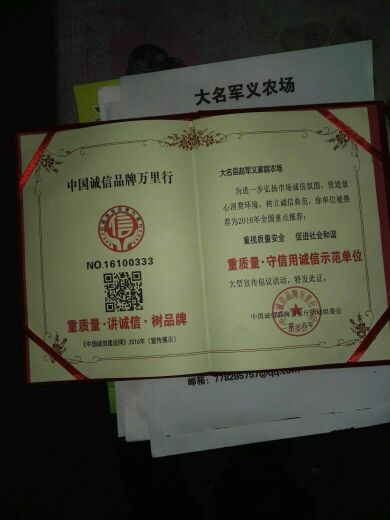 大名军义农场
中国诚信品牌万里行
信
NO.16100333
重质量·讲诚信·树品牌
《中国诚信建设网》2016年（宣传展示）
大名县赵军义家庭农场
为进一步弘扬市场诚信氛围，营造放
心消费环境，树立诚信典范，你单位被推
荐为2016年全国重点推荐：
重视质量安全 促进社会和谐
重质量·守信用诚信示范单位
大型宣传倡议活动，特发此证。
中国诚信品牌万里行活动组委会
邮箱：778285757@qq.com